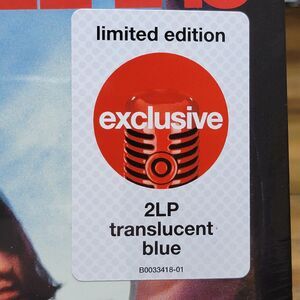 limited edition
exclusive
2LP
translucent
blue
B0033418-01